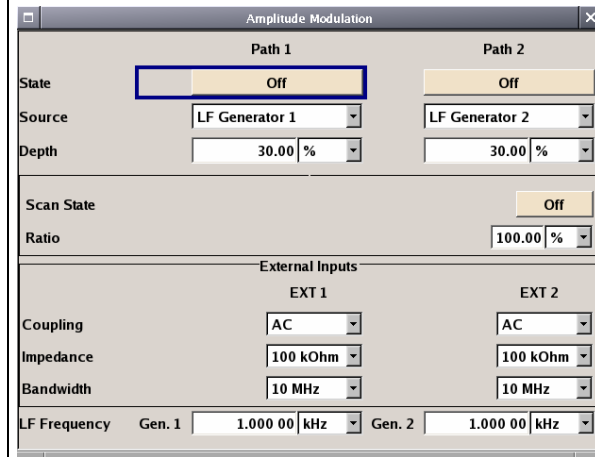 Amplitude Modulation
Path 1 Path 2
State Off Off
Source LF Generator 1 LF Generator 2
Depth 30.00 % 30.00 %
Scan State Off
Ratio 100.00 %
External Inputs
EXT 1 EXT 2
Coupling AC AC
Impedance 100 kOhm 100 kOhm
Bandwidth 10 MHz 10 MHz
LF Frequency Gen. 1 1.000 00 kHz Gen. 2 1.000 00 kHz